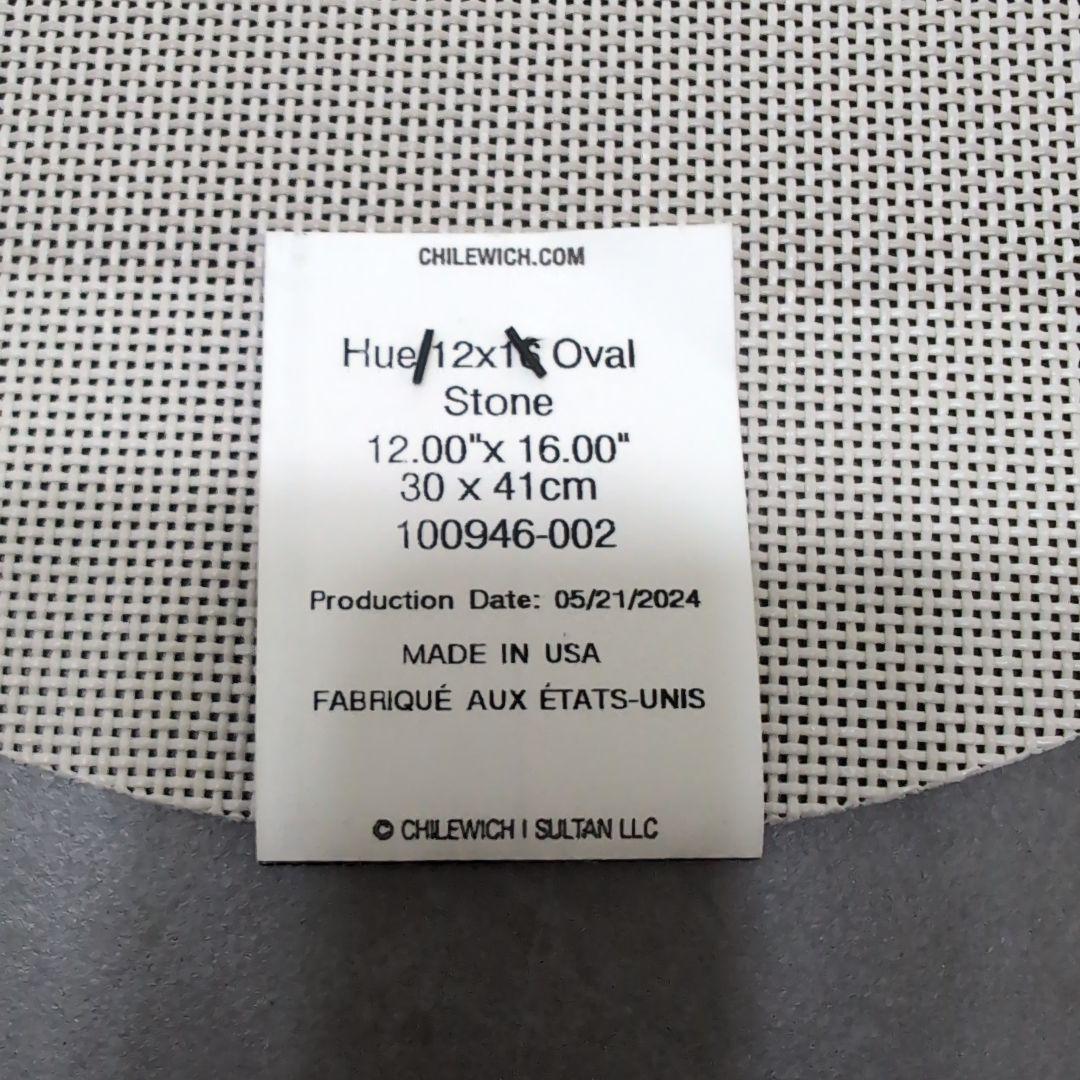 CHILEWICH.COM
Hue 12x16 Oval
Stone
12.00"x 16.00"
30 x 41cm
100946-002
Production Date: 05/21/2024
MADE IN USA
FABRIQUÉ AUX ÉTATS-UNIS
© CHILEWICH I SULTAN LLC